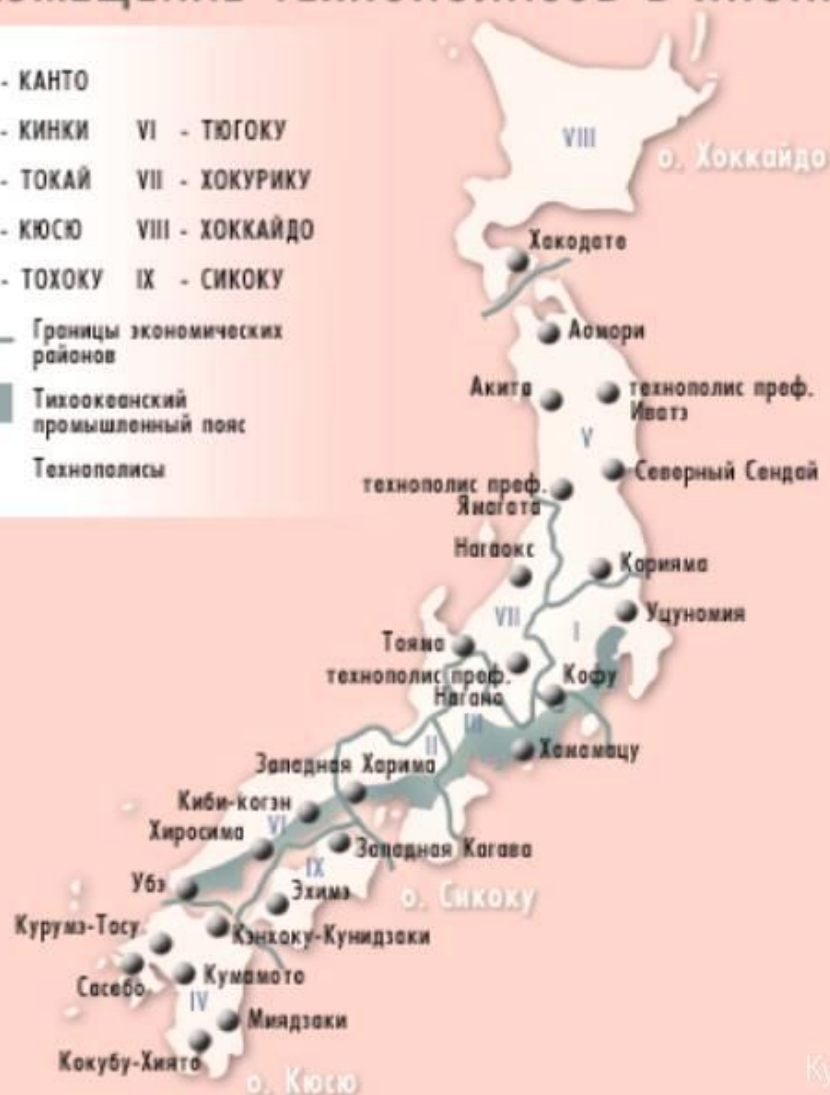 - КАНТО
- КИНКИ VI - ТЮГОКУ
- ТОКАЙ VII - ХОКУРИКУ
- КЮСЮ VIII - ХОККАЙДО
- ТОХОКУ IX - СИКОКУ
Границы экономических
районов
Тихоокеанский
промышленный пояс
Технополисы
VIII
о. Хоккайдо
Хакодате
Аомори
Акита
технополис преф.
Иватэ
V
Северный Сендай
технополис преф.
Ямагата
Нагаокс
Корияма
VII
Уцуномия
I
Тояма
технополис преф.
Нагано
Кофу
III
II
Хамамацу
Западная Харима
Киби-когэн
VI
Хиросима
Западная Кагава
IX
Убэ
Эхимэ
о. Сикоку
Курумэ-Тосу
Кэнхоку-Кунидзаки
Сасебо
Кумамото
IV
Миядзаки
Кокубу-Хаято
о. Кюсю